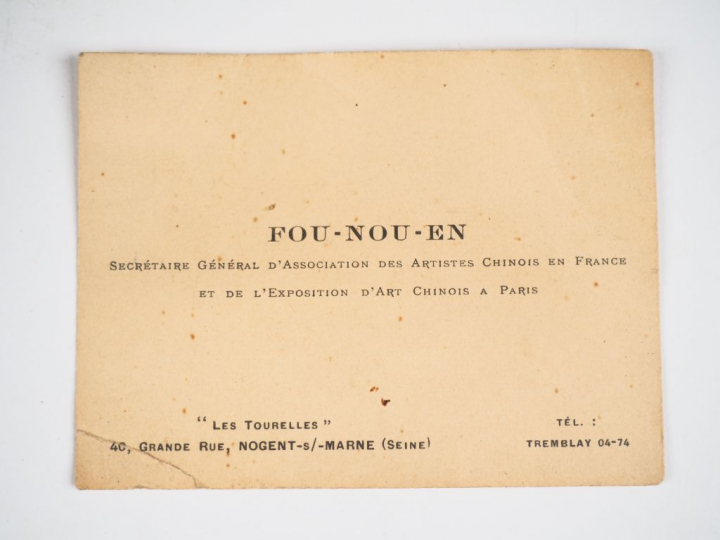 FOU-NOU-EN
Secrétaire Général d'Association des Artistes Chinois en France
et de l'Exposition d'Art Chinois a Paris
"Les Tourelles"
4C, Grande Rue, NOGENT-s/-MARNE (Seine)
TÉL. :
TREMBLAY 04-74